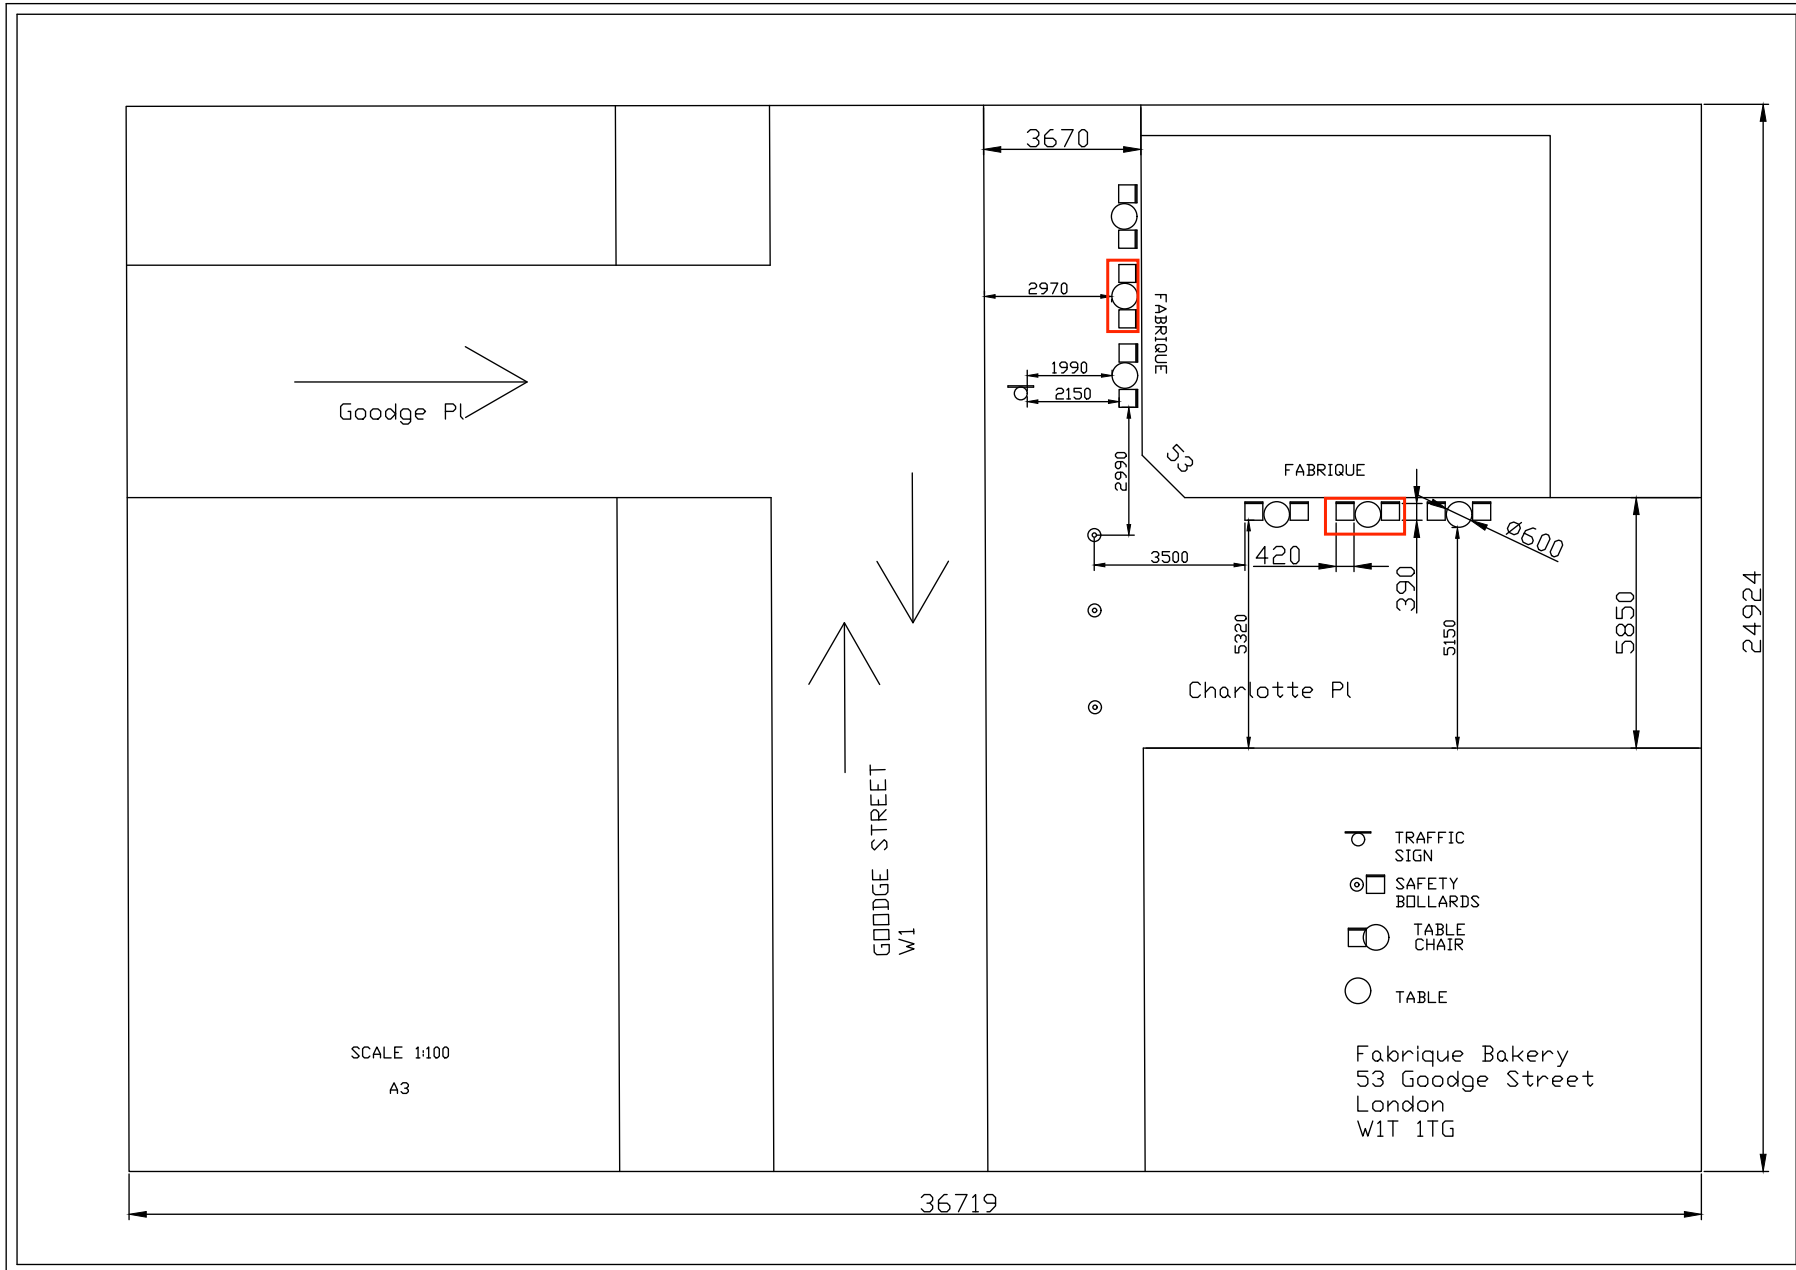 3670
2970
FABRIQUE
1990
2150
Goodge Pl
53
2990
FABRIQUE
Ø600
3500
420
390
5320
5150
5850
24924
Charlotte Pl
GOODGE STREET
W1
TRAFFIC
SIGN
SAFETY
BOLLARDS
TABLE
CHAIR
TABLE
SCALE 1:100
A3
Fabrique Bakery
53 Goodge Street
London
W1T 1TG
36719